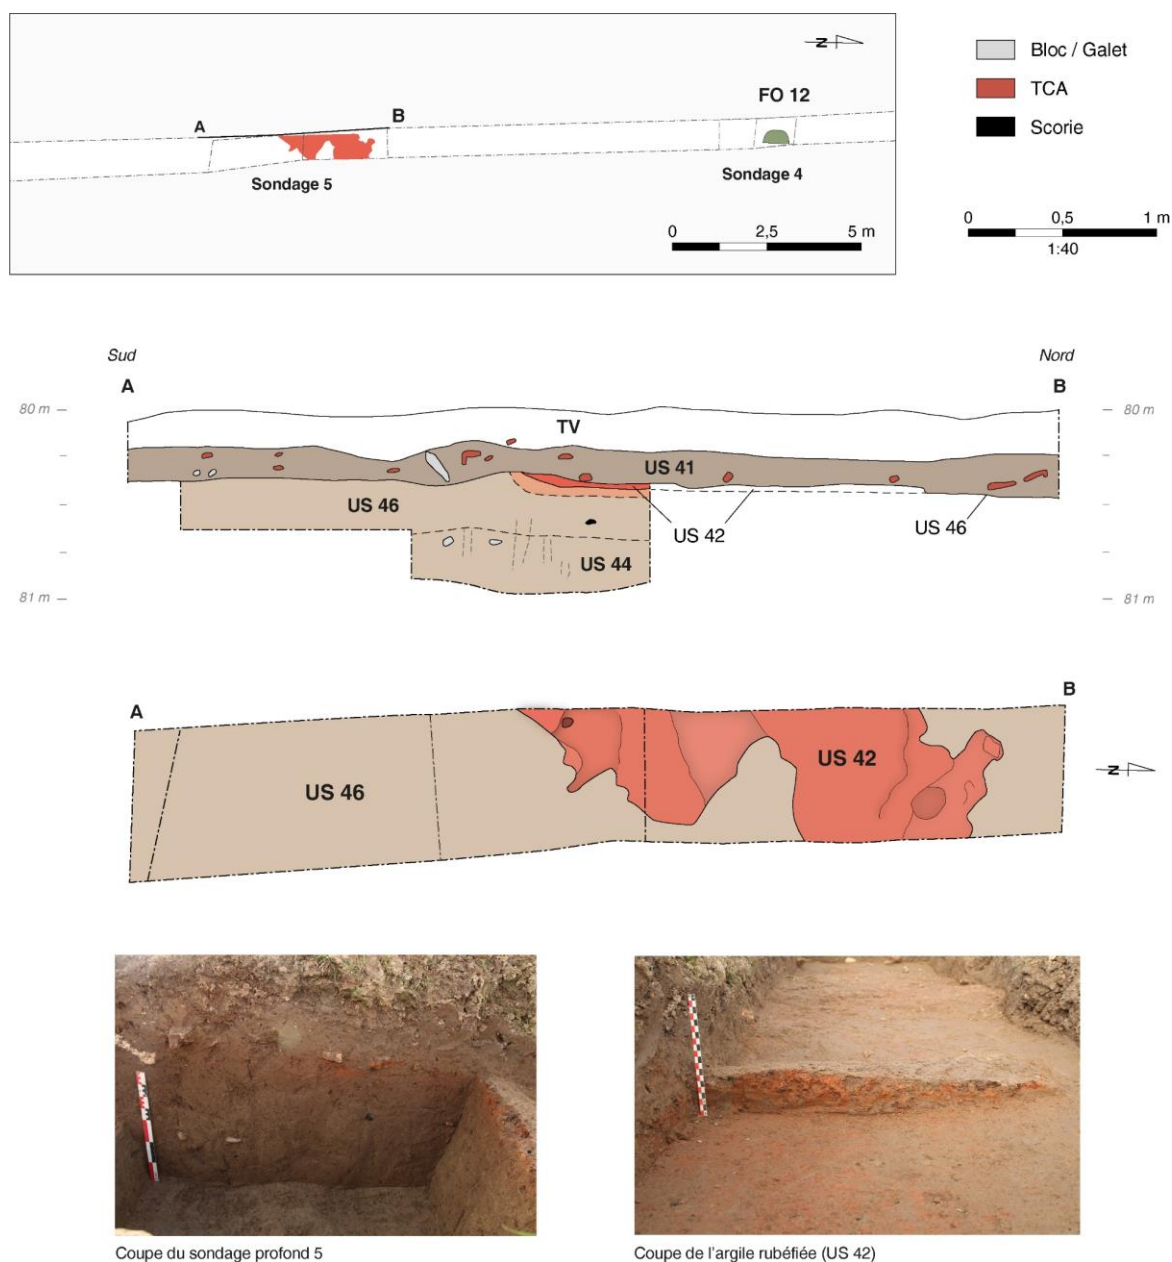 N
Bloc / Galet
TCA
Scorie
A
B
FO 12
Sondage 5
Sondage 4
0 2,5 5 m
0 0,5 1 m
1:40
Sud
Nord
A
B
80 m
80 m
TV
US 41
US 46
US 42
US 46
US 44
81 m
81 m
A
B
US 42
US 46
N
Coupe du sondage profond 5
Coupe de l'argile rubéfiée (US 42)